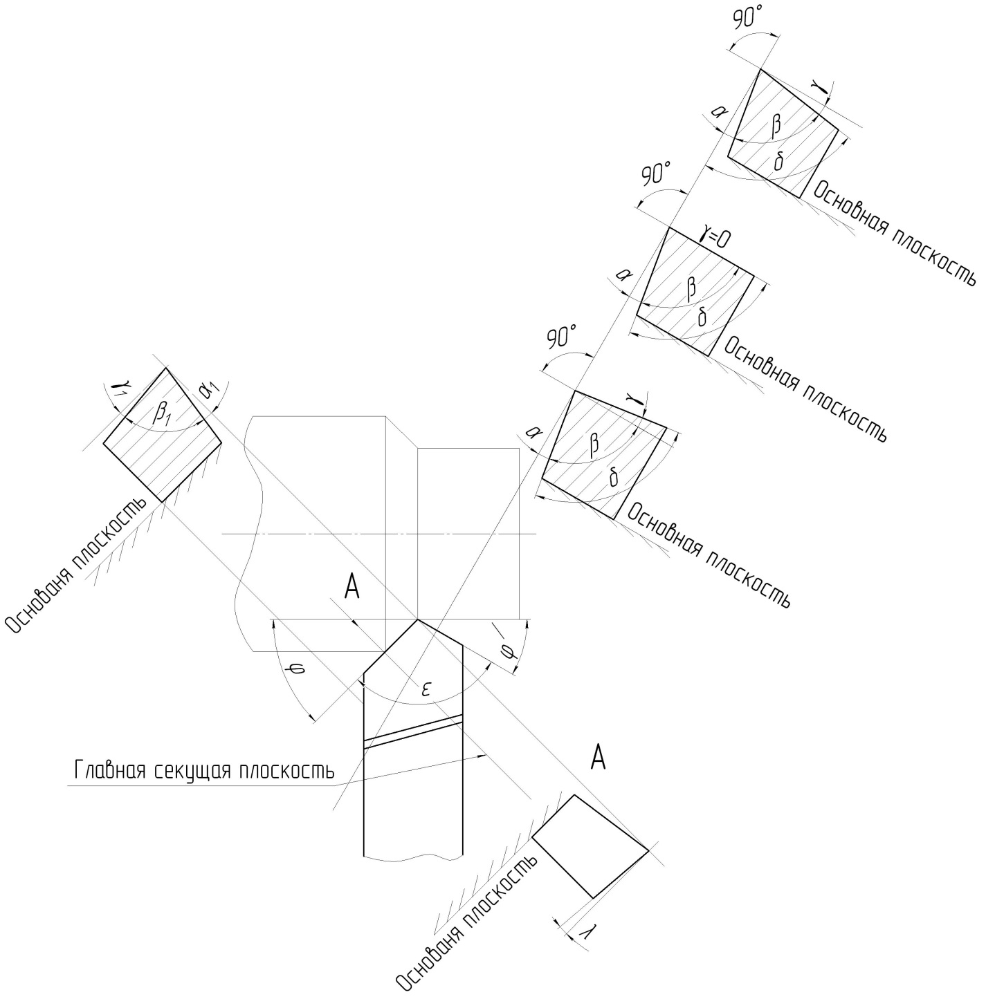 90°
γ
α
β
δ
Основная плоскость
90°
γ=0
α
β
δ
Основная плоскость
90°
γ
α
β
δ
Основная плоскость
γ1
α1
β1
Основаня плоскость
А
φ
φ
ε
Главная секущая плоскость
А
Основаня плоскость
λ